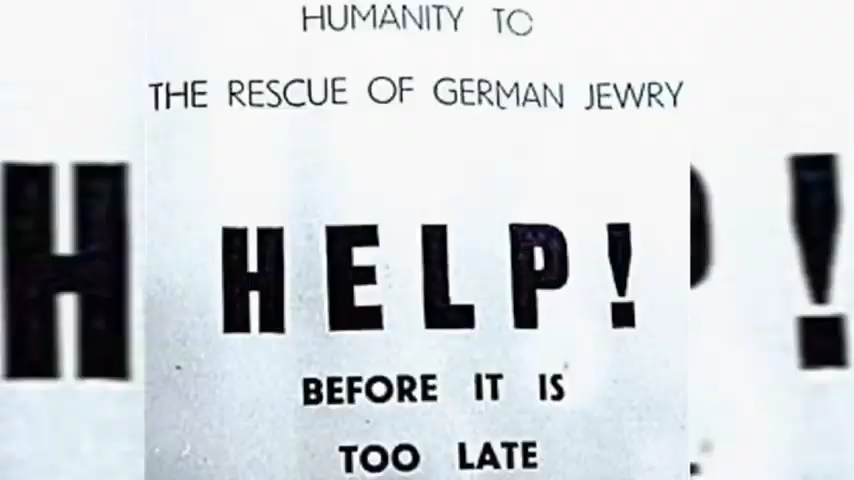 HUMANITY TO
THE RESCUE OF GERMAN JEWRY
HELP!
BEFORE IT IS
TOO LATE